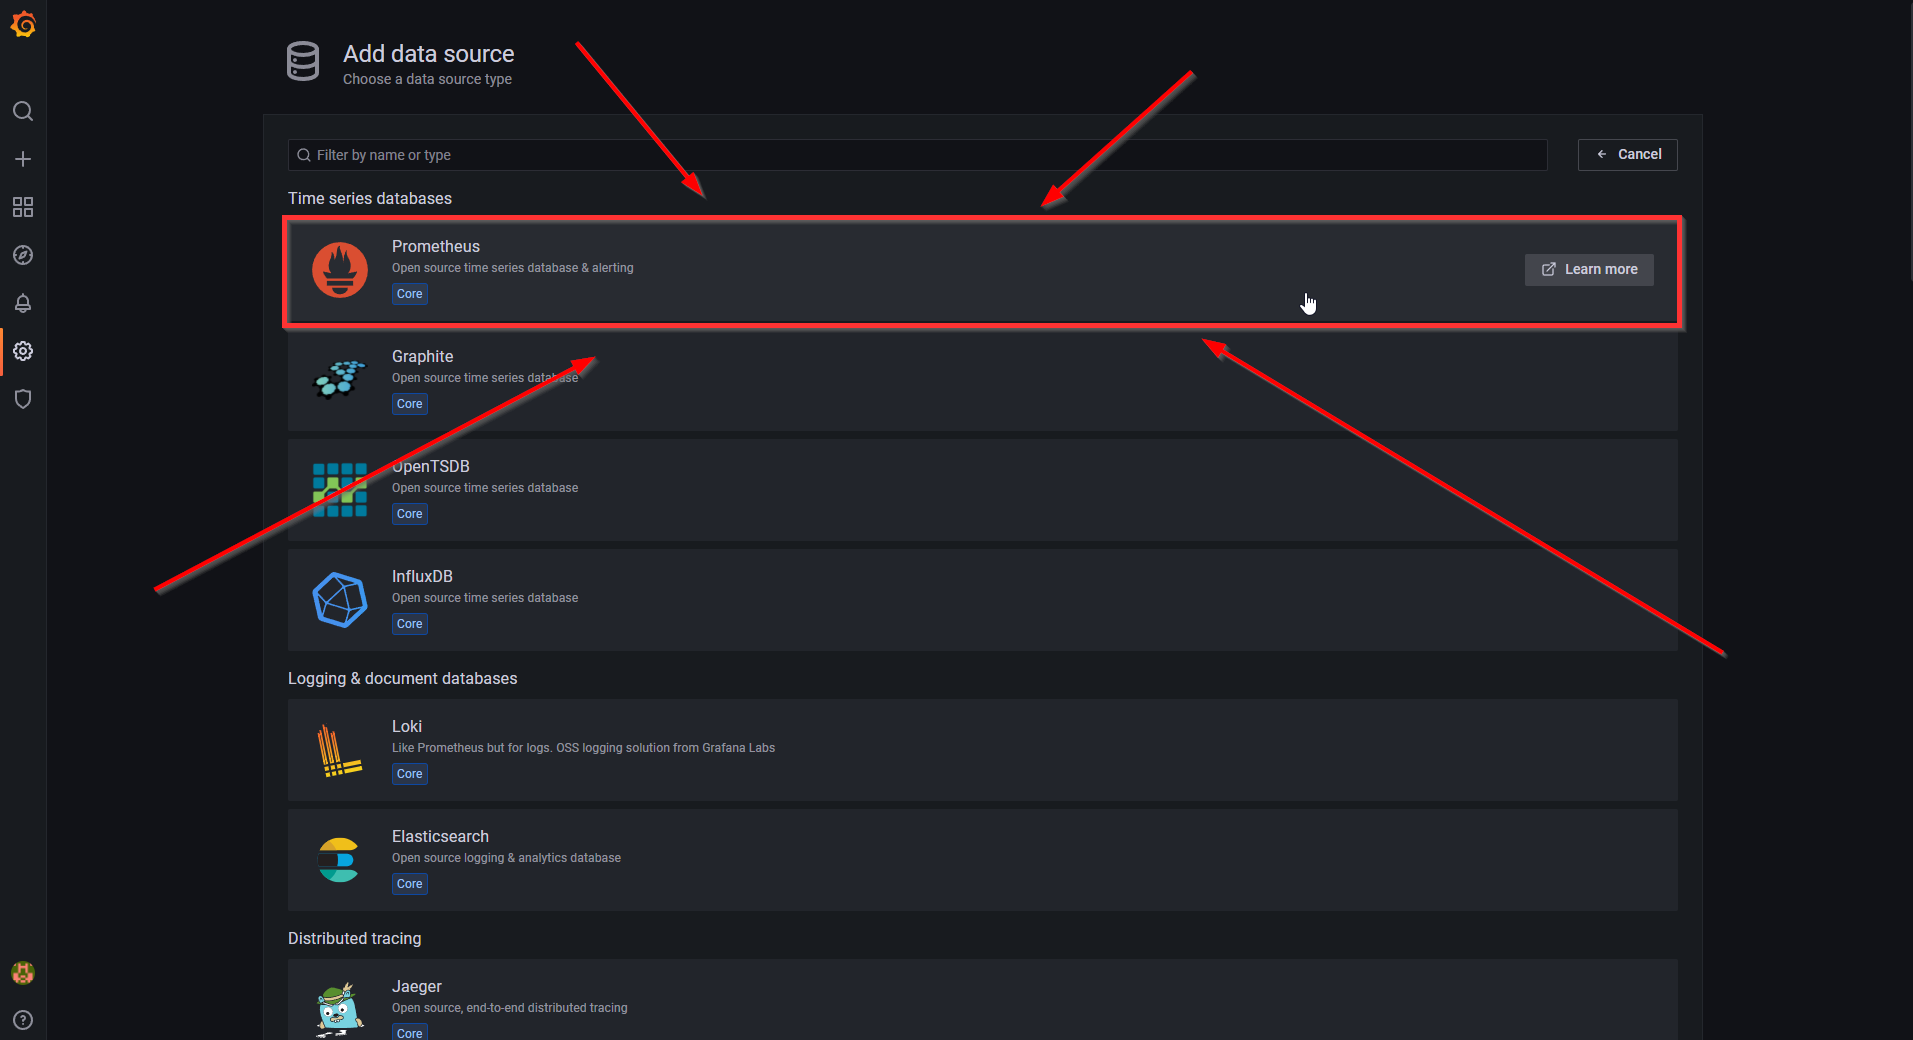 Add data source
Choose a data source type
Filter by name or type
Cancel
Time series databases
Prometheus
Open source time series database & alerting
Core
Learn more
Graphite
Open source time series database
Core
OpenTSDB
Open source time series database
Core
InfluxDB
Open source time series database
Core
Logging & document databases
Loki
Like Prometheus but for logs. OSS logging solution from Grafana Labs
Core
Elasticsearch
Open source logging & analytics database
Core
Distributed tracing
Jaeger
Open source, end-to-end distributed tracing
Core